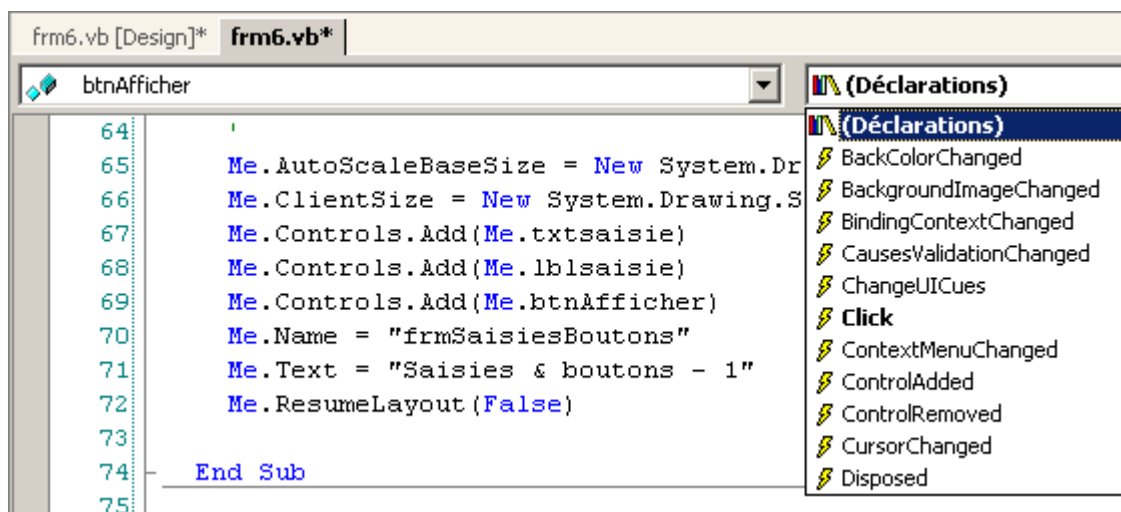 frm6.vb [Design]* frm6.vb*
btnAfficher (Déclarations)
64 '
65 Me.AutoScaleBaseSize = New System.Dr
66 Me.ClientSize = New System.Drawing.S
67 Me.Controls.Add(Me.txtsaisie)
68 Me.Controls.Add(Me.lblsaisie)
69 Me.Controls.Add(Me.btnAfficher)
70 Me.Name = "frmSaisiesBoutons"
71 Me.Text = "Saisies & boutons - 1"
72 Me.ResumeLayout(False)
73
74 End Sub
75
(Déclarations)
BackColorChanged
BackgroundImageChanged
BindingContextChanged
CausesValidationChanged
ChangeUICues
Click
ContextMenuChanged
ControlAdded
ControlRemoved
CursorChanged
Disposed